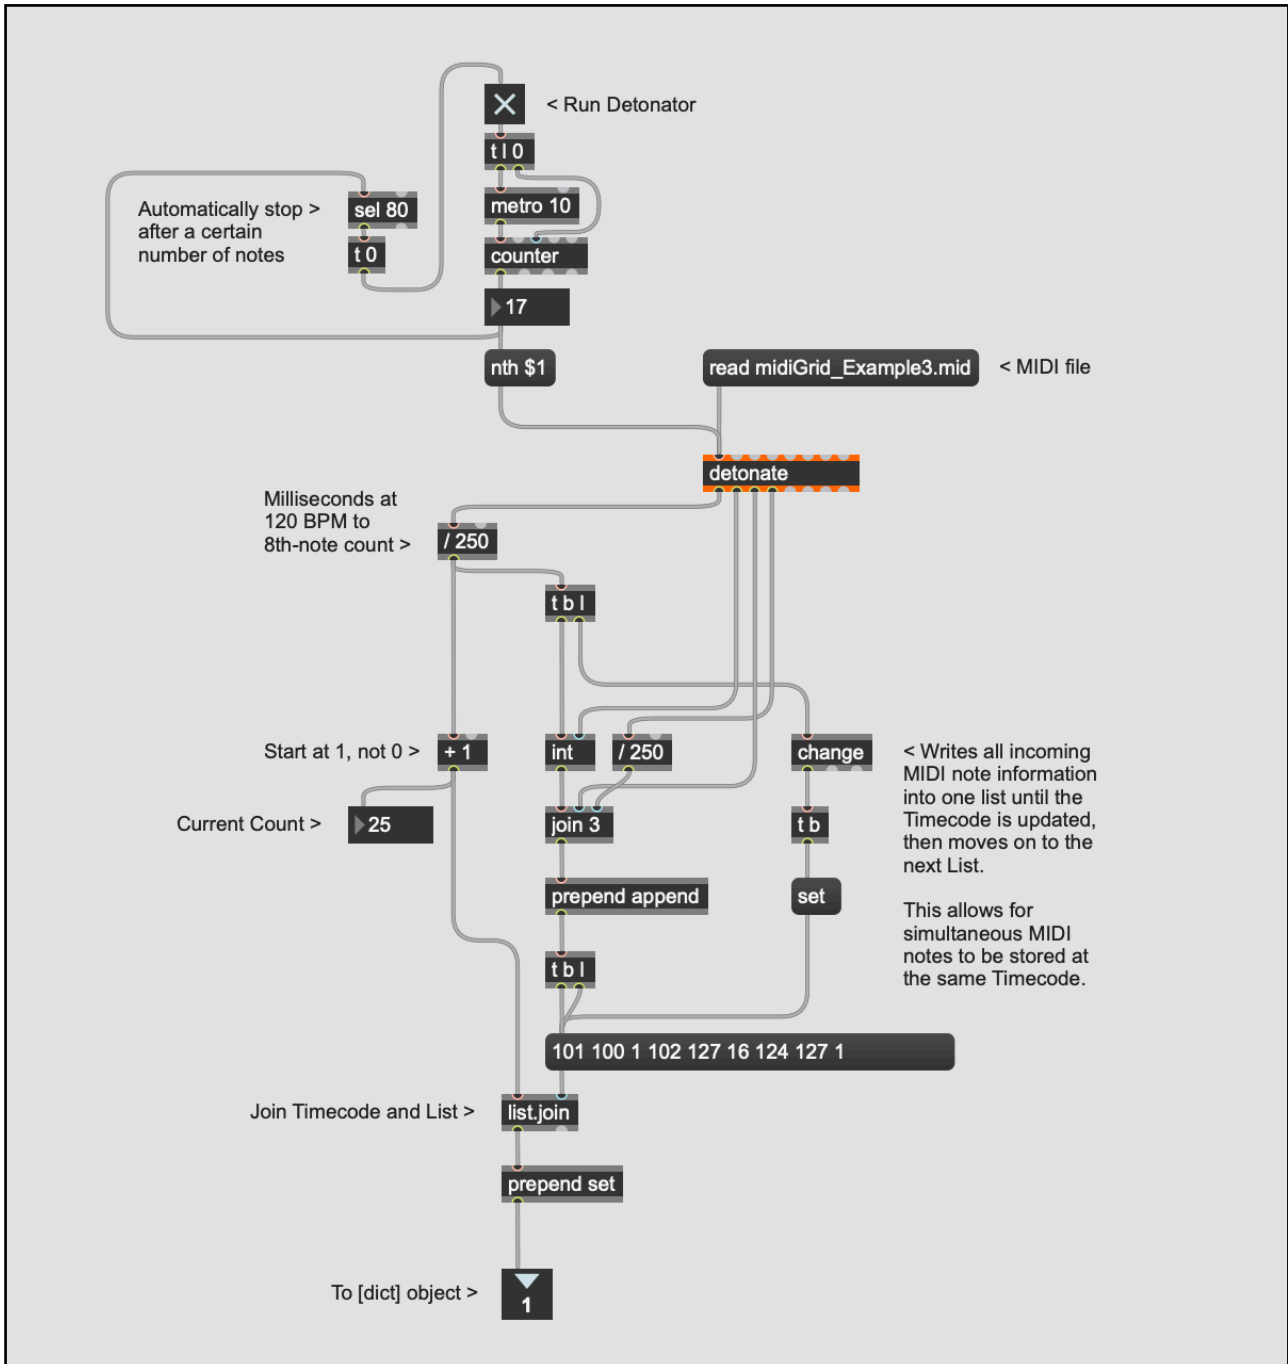 < Run Detonator
t l 0
Automatically stop >
after a certain
number of notes
sel 80
metro 10
t 0
counter
17
nth $1
read midiGrid_Example3.mid
< MIDI file
detonate
Milliseconds at
120 BPM to
8th-note count >
/ 250
t b l
Start at 1, not 0 >
+ 1
int
/ 250
change
< Writes all incoming
MIDI note information
into one list until the
Timecode is updated,
then moves on to the
next List.
This allows for
simultaneous MIDI
notes to be stored at
the same Timecode.
Current Count >
25
join 3
t b
prepend append
set
t b l
101 100 1 102 127 16 124 127 1
Join Timecode and List >
list.join
prepend set
To [dict] object >
1